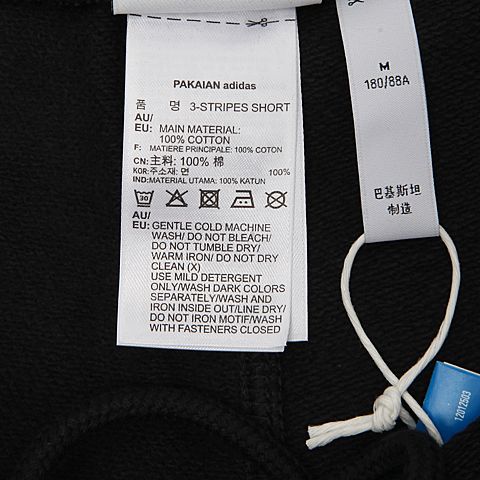 PAKAIAN adidas
품 명 3-STRIPES SHORT
AU/
EU: MAIN MATERIAL:
100% COTTON
F: MATIERE PRINCIPALE: 100% COTON
CN: 主料: 100% 棉
KOR: 주소재: 면 100%
IND: MATERIAL UTAMA: 100% KATUN
30
AU/
EU: GENTLE COLD MACHINE
WASH/ DO NOT BLEACH/
DO NOT TUMBLE DRY/
WARM IRON/ DO NOT DRY
CLEAN (X)
USE MILD DETERGENT
ONLY/WASH DARK COLORS
SEPARATELY/WASH AND
IRON INSIDE OUT/LINE DRY/
DO NOT IRON MOTIF/WASH
WITH FASTENERS CLOSED
M
180/88A
巴基斯坦
制造
12012503